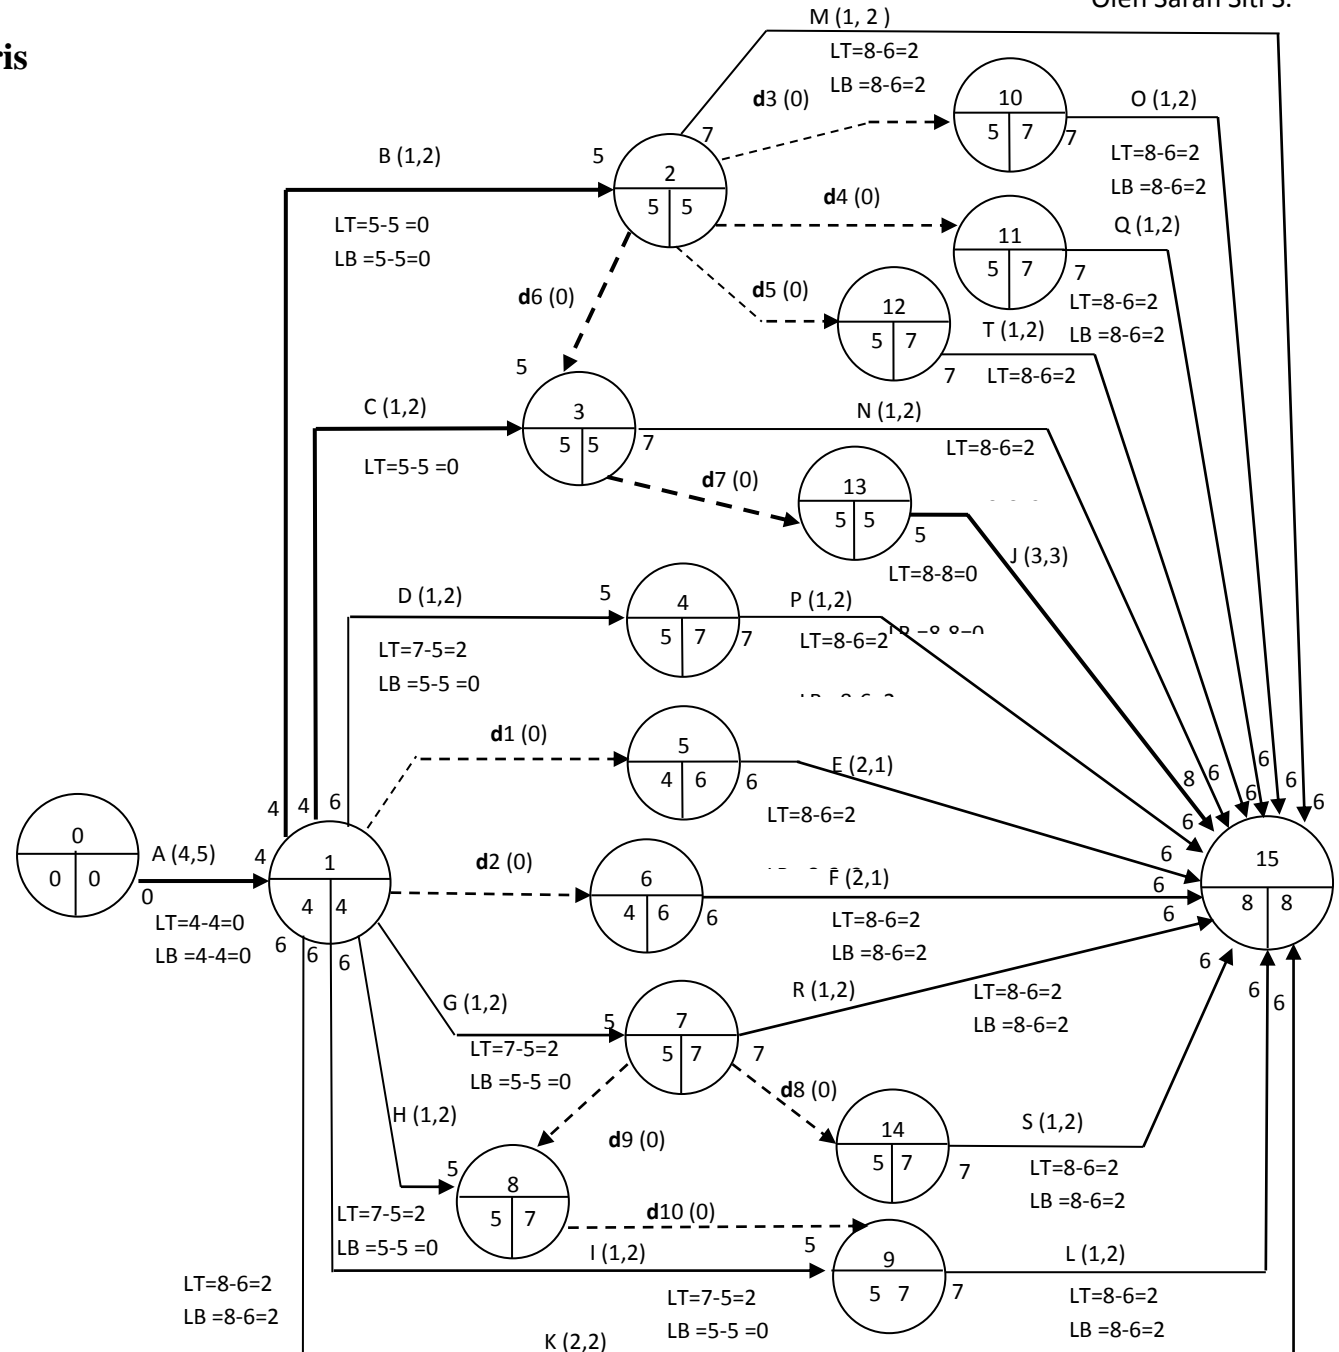 Oleh Sarah Siti S.
ris
M (1, 2 )
LT=8-6=2
LB =8-6=2
d3 (0)
10
5 7
7
O (1,2)
LT=8-6=2
LB =8-6=2
B (1,2)
5
7
2
5 5
LT=5-5 =0
LB =5-5=0
d4 (0)
11
5 7
7
Q (1,2)
LT=8-6=2
LB =8-6=2
d6 (0)
d5 (0)
12
5 7
7
T (1,2)
LT=8-6=2
5
C (1,2)
3
5 5
7
LT=5-5 =0
N (1,2)
LT=8-6=2
d7 (0)
13
5 5
5
J (3,3)
LT=8-8=0
D (1,2)
5
4
5 7
7
P (1,2)
LT=8-6=2
LT=7-5=2
LB =5-5 =0
d1 (0)
5
4 6
6
E (2,1)
LT=8-6=2
8 6 6 6 6 6
6
6
6
6
4 4 6
0
0 0
0
A (4,5)
4
LT=4-4=0
LB =4-4=0
1
4 4
6 6 6
d2 (0)
6
4 6
6
F (2,1)
LT=8-6=2
LB =8-6=2
15
8 8
6
6 6
G (1,2)
5
7
5 7
7
LT=7-5=2
LB =5-5 =0
R (1,2)
LT=8-6=2
LB =8-6=2
d8 (0)
d9 (0)
H (1,2)
5
8
5 7
LT=7-5=2
LB =5-5 =0
14
5 7
7
S (1,2)
LT=8-6=2
LB =8-6=2
d10 (0)
I (1,2)
5
9
5 7
7
LT=7-5=2
LB =5-5 =0
L (1,2)
LT=8-6=2
LB =8-6=2
LT=8-6=2
LB =8-6=2
K (2,2)